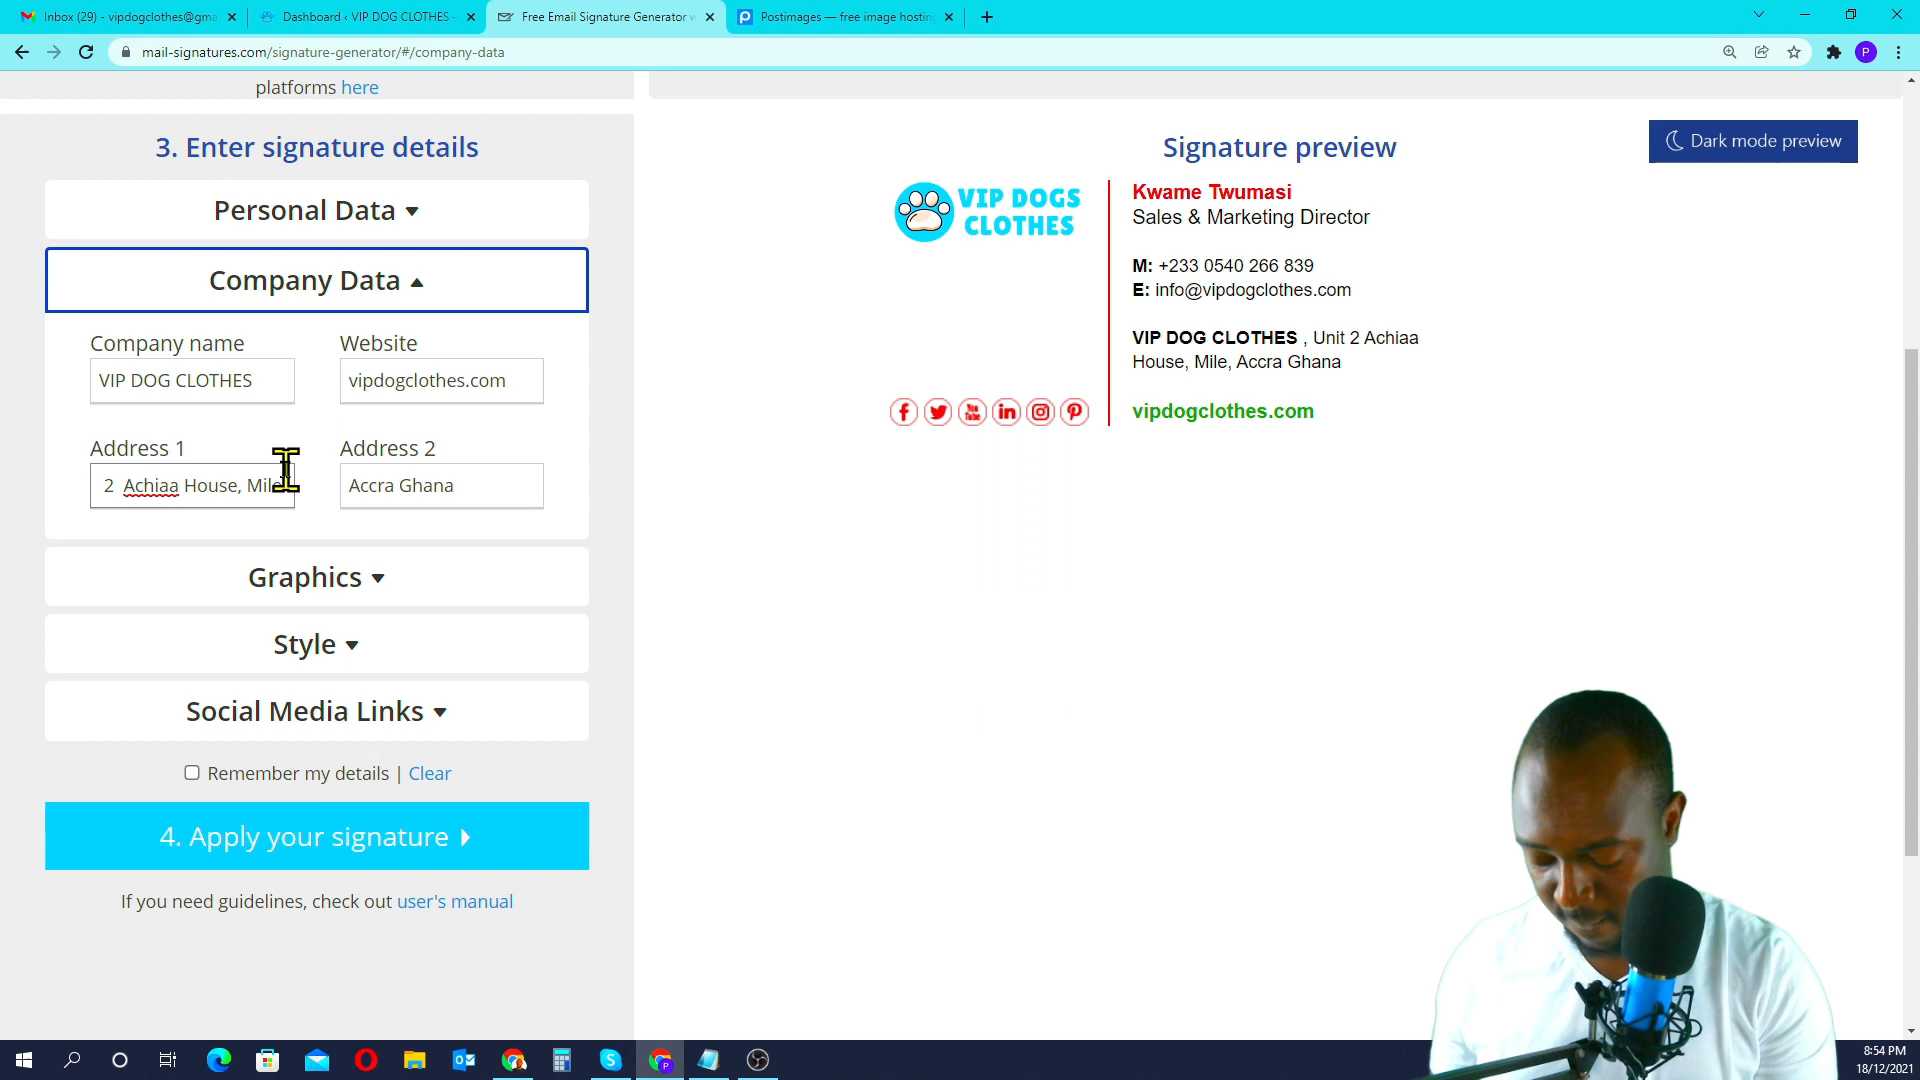 Inbox (29) - vipdogclothes@gma
Dashboard ‹ VIP DOG CLOTHES –
Free Email Signature Generator w
Postimages — free image hosting
mail-signatures.com/signature-generator/#/company-data
P
platforms here
3. Enter signature details
Personal Data
Company Data
Company name
Website
VIP DOG CLOTHES
vipdogclothes.com
Address 1
Address 2
2 Achiaa House, Mile
Accra Ghana
Graphics
Style
Social Media Links
Remember my details | Clear
4. Apply your signature
If you need guidelines, check out user's manual
Signature preview
Dark mode preview
VIP DOGS
CLOTHES
Kwame Twumasi
Sales & Marketing Director
M: +233 0540 266 839
E: info@vipdogclothes.com
VIP DOG CLOTHES , Unit 2 Achiaa
House, Mile, Accra Ghana
vipdogclothes.com
8:54 PM
18/12/2021